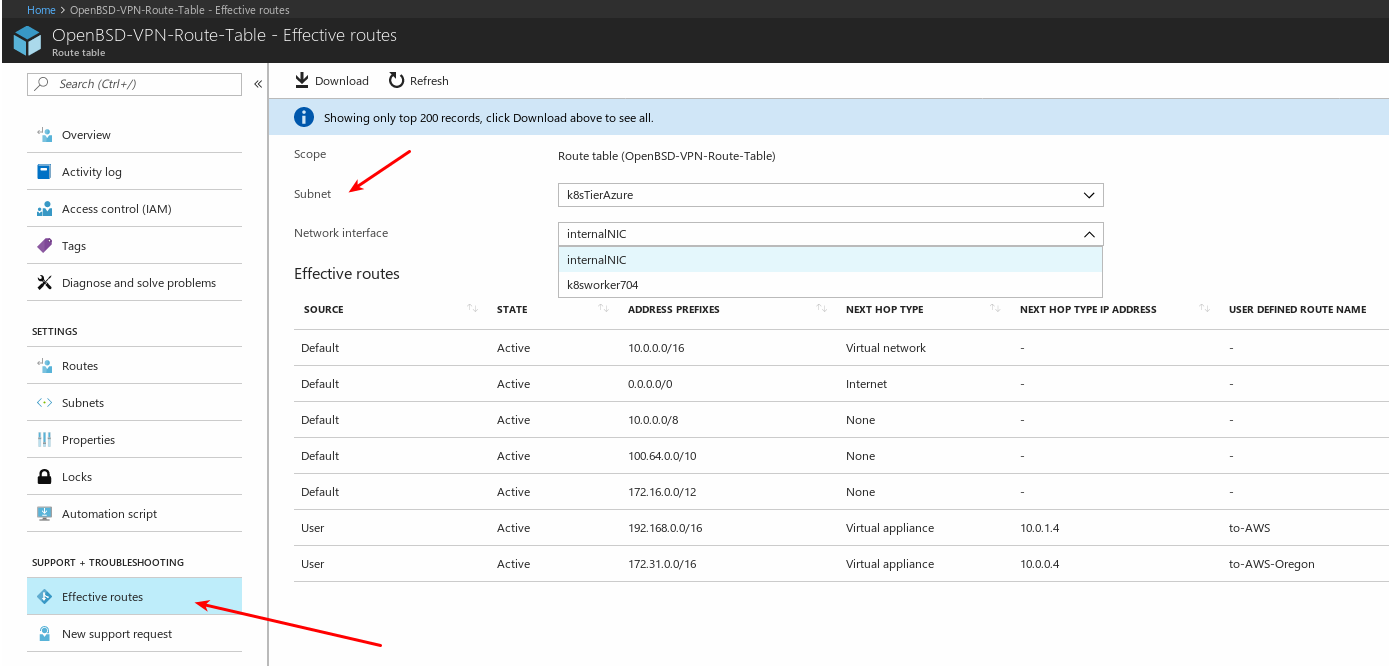 Home > OpenBSD-VPN-Route-Table - Effective routes
OpenBSD-VPN-Route-Table - Effective routes
Route table
Search (Ctrl+/)
«
Overview
Activity log
Access control (IAM)
Tags
Diagnose and solve problems
SETTINGS
Routes
Subnets
Properties
Locks
Automation script
SUPPORT + TROUBLESHOOTING
Effective routes
New support request
Download Refresh
Showing only top 200 records, click Download above to see all.
Scope Route table (OpenBSD-VPN-Route-Table)
Subnet k8sTierAzure
Network interface internalNIC
internalNIC
k8sworker704
Effective routes
SOURCE STATE ADDRESS PREFIXES NEXT HOP TYPE NEXT HOP TYPE IP ADDRESS USER DEFINED ROUTE NAME
Default Active 10.0.0.0/16 Virtual network - -
Default Active 0.0.0.0/0 Internet - -
Default Active 10.0.0.0/8 None - -
Default Active 100.64.0.0/10 None - -
Default Active 172.16.0.0/12 None - -
User Active 192.168.0.0/16 Virtual appliance 10.0.1.4 to-AWS
User Active 172.31.0.0/16 Virtual appliance 10.0.0.4 to-AWS-Oregon